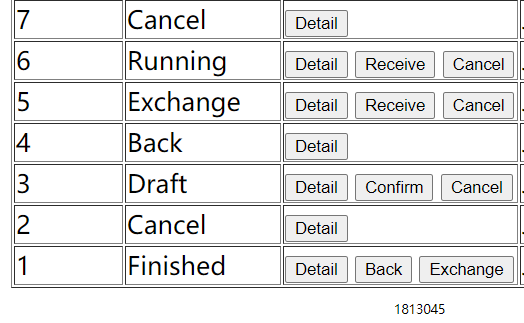 7 Cancel Detail
6 Running Detail Receive Cancel
5 Exchange Detail Receive Cancel
4 Back Detail
3 Draft Detail Confirm Cancel
2 Cancel Detail
1 Finished Detail Back Exchange
1813045